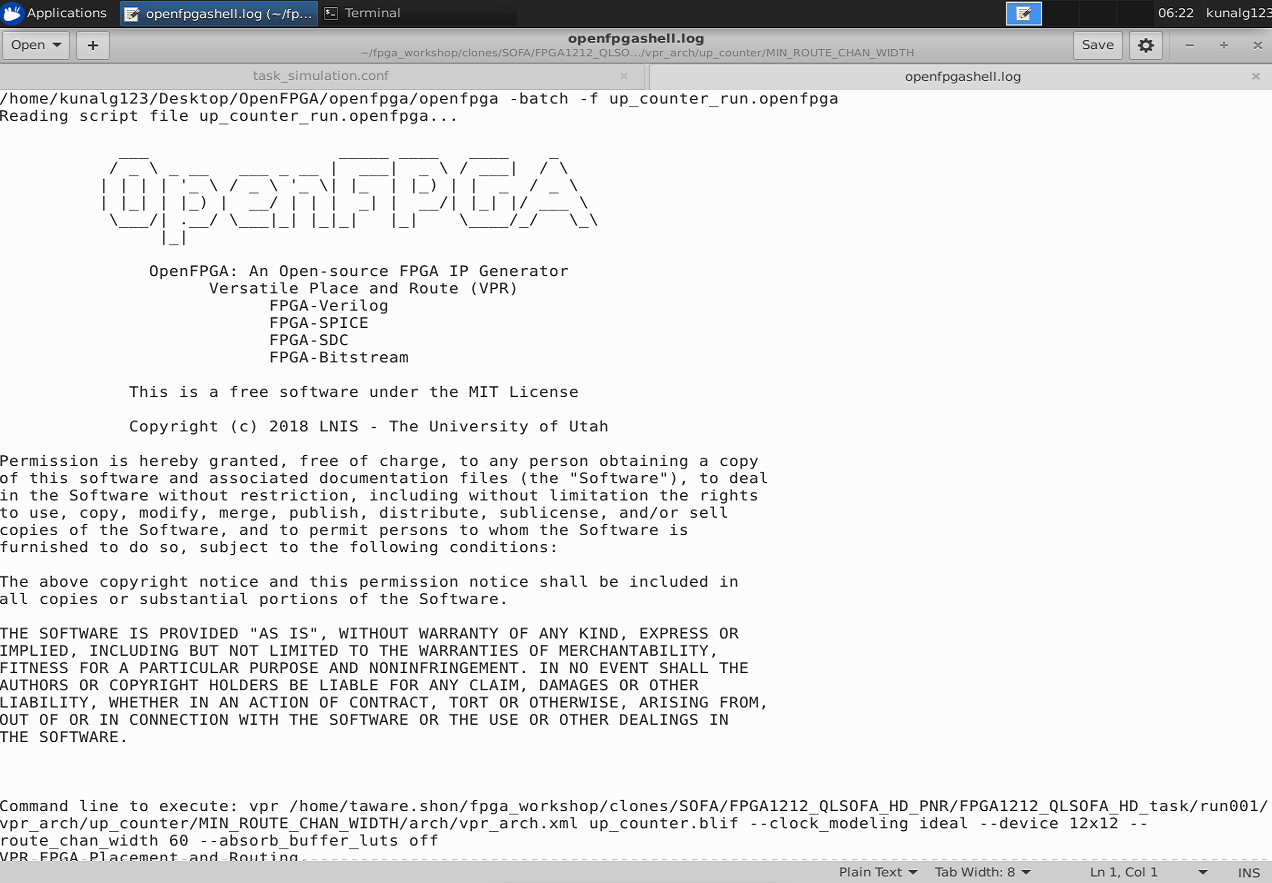 Applications openfpgashell.log (~/fp... Terminal 06:22 kunalg123
Open + openfpgashell.log Save
~/fpga_workshop/clones/SOFA/FPGA1212_QLSO.../vpr_arch/up_counter/MIN_ROUTE_CHAN_WIDTH
task_simulation.conf × openfpgashell.log ×
/home/kunalg123/Desktop/OpenFPGA/openfpga/openfpga -batch -f up_counter_run.openfpga
Reading script file up_counter_run.openfpga...
OpenFPGA
OpenFPGA: An Open-source FPGA IP Generator
Versatile Place and Route (VPR)
FPGA-Verilog
FPGA-SPICE
FPGA-SDC
FPGA-Bitstream
This is a free software under the MIT License
Copyright (c) 2018 LNIS - The University of Utah
Permission is hereby granted, free of charge, to any person obtaining a copy
of this software and associated documentation files (the "Software"), to deal
in the Software without restriction, including without limitation the rights
to use, copy, modify, merge, publish, distribute, sublicense, and/or sell
copies of the Software, and to permit persons to whom the Software is
furnished to do so, subject to the following conditions:
The above copyright notice and this permission notice shall be included in
all copies or substantial portions of the Software.
THE SOFTWARE IS PROVIDED "AS IS", WITHOUT WARRANTY OF ANY KIND, EXPRESS OR
IMPLIED, INCLUDING BUT NOT LIMITED TO THE WARRANTIES OF MERCHANTABILITY,
FITNESS FOR A PARTICULAR PURPOSE AND NONINFRINGEMENT. IN NO EVENT SHALL THE
AUTHORS OR COPYRIGHT HOLDERS BE LIABLE FOR ANY CLAIM, DAMAGES OR OTHER
LIABILITY, WHETHER IN AN ACTION OF CONTRACT, TORT OR OTHERWISE, ARISING FROM,
OUT OF OR IN CONNECTION WITH THE SOFTWARE OR THE USE OR OTHER DEALINGS IN
THE SOFTWARE.
Command line to execute: vpr /home/taware.shon/fpga_workshop/clones/SOFA/FPGA1212_QLSOFA_HD_PNR/FPGA1212_QLSOFA_HD_task/run001/
vpr_arch/up_counter/MIN_ROUTE_CHAN_WIDTH/arch/vpr_arch.xml up_counter.blif --clock_modeling ideal --device 12x12 --
route_chan_width 60 --absorb_buffer_luts off
VPR FPGA Placement and Routing.
Plain Text Tab Width: 8 Ln 1, Col 1 INS